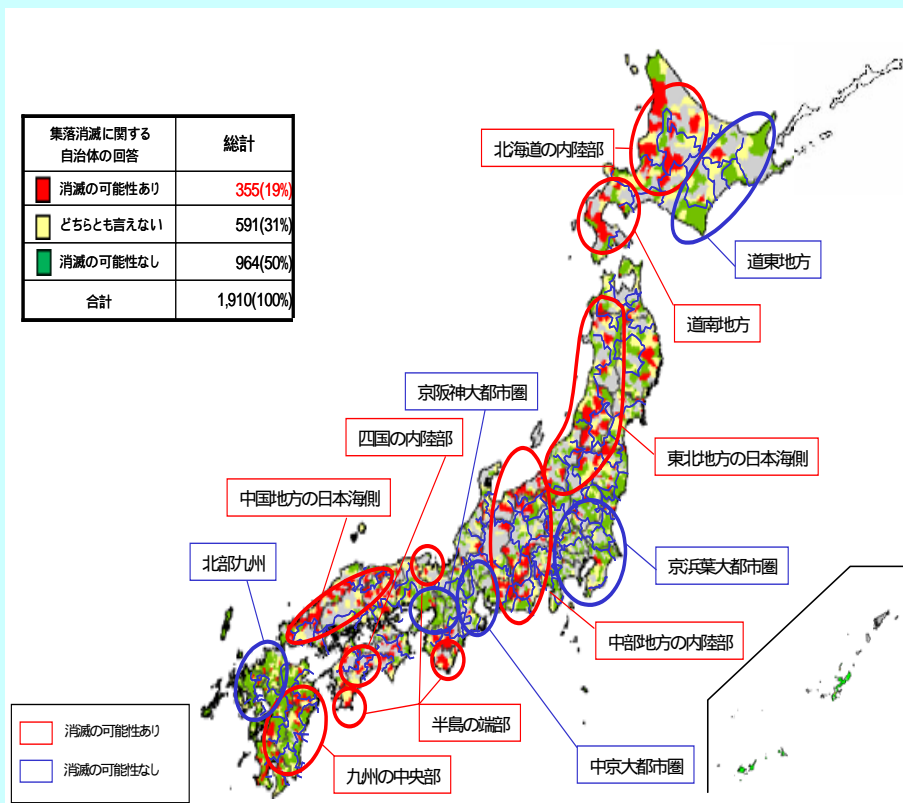 集落消滅に関する
自治体の回答
総計
消滅の可能性あり
355(19%)
どちらとも言えない
591(31%)
消滅の可能性なし
964(50%)
合計
1,910(100%)
北海道の内陸部
道東地方
道南地方
京阪神大都市圏
四国の内陸部
東北地方の日本海側
中国地方の日本海側
北部九州
京浜葉大都市圏
中部地方の内陸部
半島の端部
消滅の可能性あり
消滅の可能性なし
九州の中央部
中京大都市圏